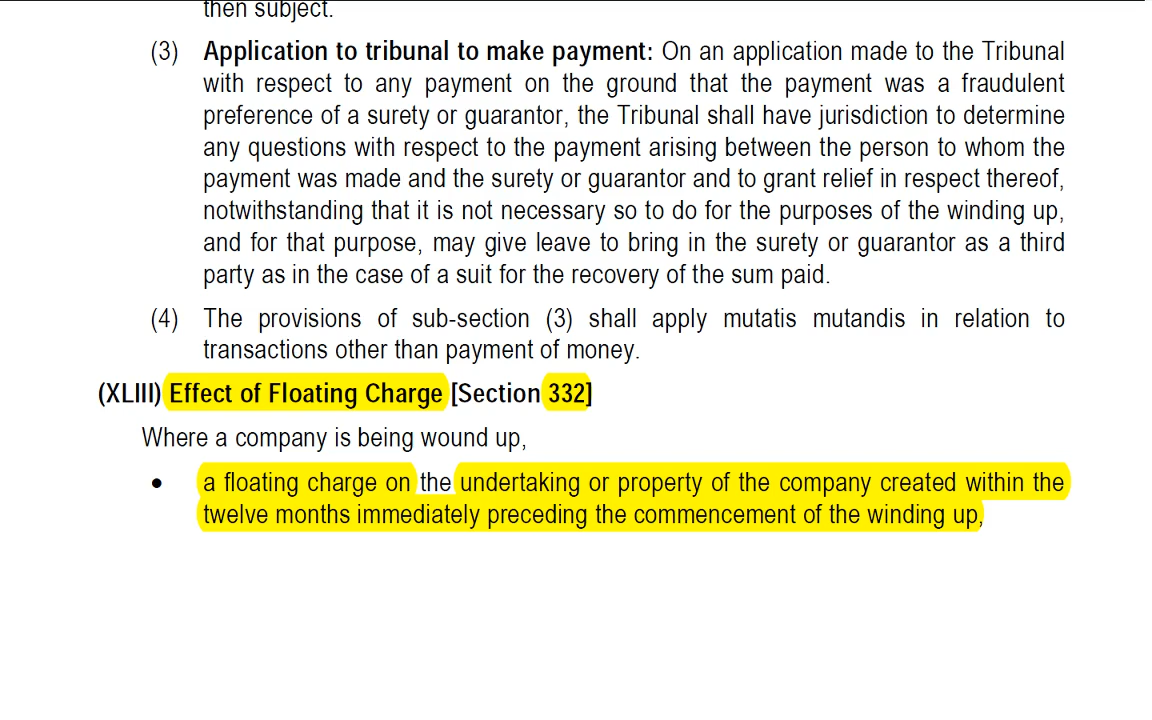 then subject.
(3) Application to tribunal to make payment: On an application made to the Tribunal
with respect to any payment on the ground that the payment was a fraudulent
preference of a surety or guarantor, the Tribunal shall have jurisdiction to determine
any questions with respect to the payment arising between the person to whom the
payment was made and the surety or guarantor and to grant relief in respect thereof,
notwithstanding that it is not necessary so to do for the purposes of the winding up,
and for that purpose, may give leave to bring in the surety or guarantor as a third
party as in the case of a suit for the recovery of the sum paid.
(4) The provisions of sub-section (3) shall apply mutatis mutandis in relation to
transactions other than payment of money.
(XLIII) Effect of Floating Charge [Section 332]
Where a company is being wound up,
• a floating charge on the undertaking or property of the company created within the
twelve months immediately preceding the commencement of the winding up,